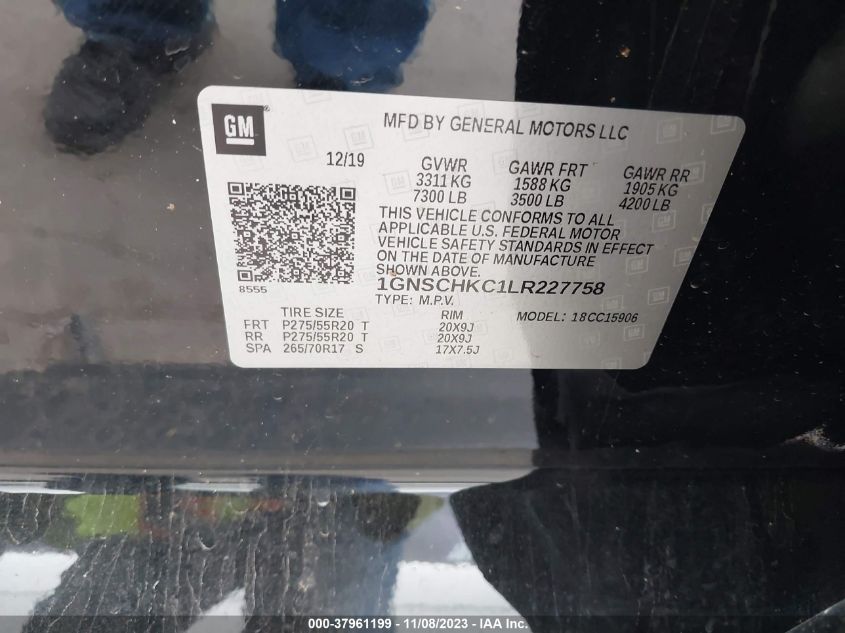 GM
MFD BY GENERAL MOTORS LLC
12/19
GVWR
3311 KG
7300 LB
GAWR FRT
1588 KG
3500 LB
GAWR RR
1905 KG
4200 LB
THIS VEHICLE CONFORMS TO ALL
APPLICABLE U.S. FEDERAL MOTOR
VEHICLE SAFETY STANDARDS IN EFFECT
ON THE DATE OF MANUFACTURE
SHOWN ABOVE.
8555
1GNSCHKC1LR227758
TYPE: M.P.V.
MODEL: 18CC15906
TIRE SIZE RIM
FRT P275/55R20 T 20X9J
RR P275/55R20 T 20X9J
SPA 265/70R17 S 17X7.5J
000-37961199 - 11/08/2023 - COPYRIGHT IAA, LLC.